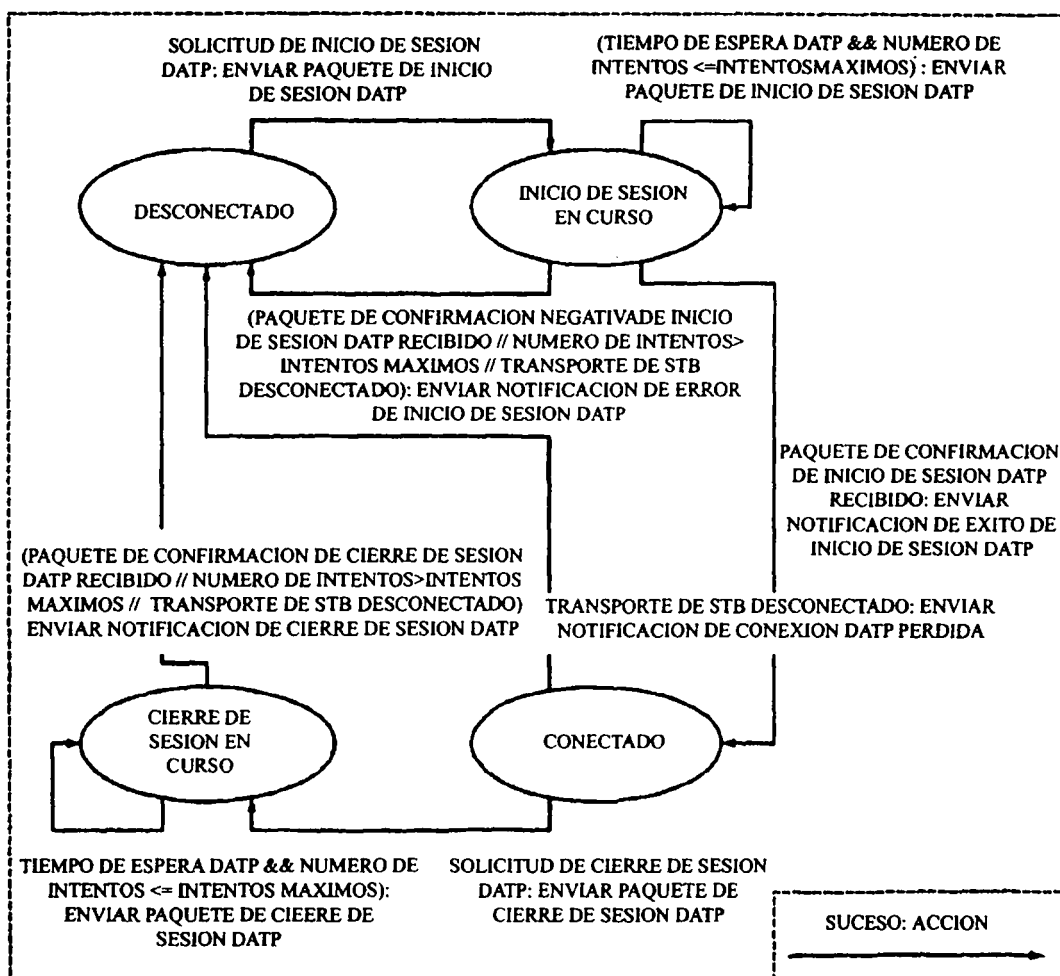 SOLICITUD DE INICIO DE SESION
DATP: ENVIAR PAQUETE DE INICIO
DE SESION DATP
(TIEMPO DE ESPERA DATP && NUMERO DE
INTENTOS <=INTENTOSMAXIMOS) : ENVIAR
PAQUETE DE INICIO DE SESION DATP
DESCONECTADO
INICIO DE SESION
EN CURSO
(PAQUETE DE CONFIRMACION NEGATIVADE INICIO
DE SESION DATP RECIBIDO // NUMERO DE INTENTOS>
INTENTOS MAXIMOS // TRANSPORTE DE STB
DESCONECTADO): ENVIAR NOTIFICACION DE ERROR
DE INICIO DE SESION DATP
PAQUETE DE CONFIRMACION
DE INICIO DE SESION DATP
RECIBIDO: ENVIAR
NOTIFICACION DE EXITO DE
INICIO DE SESION DATP
(PAQUETE DE CONFIRMACION DE CIERRE DE SESION
DATP RECIBIDO // NUMERO DE INTENTOS>INTENTOS
MAXIMOS // TRANSPORTE DE STB DESCONECTADO)
ENVIAR NOTIFICACION DE CIERRE DE SESION DATP
TRANSPORTE DE STB DESCONECTADO: ENVIAR
NOTIFICACION DE CONEXION DATP PERDIDA
CIERRE DE
SESION EN
CURSO
CONECTADO
TIEMPO DE ESPERA DATP && NUMERO DE
INTENTOS <= INTENTOS MAXIMOS):
ENVIAR PAQUETE DE CIEERE DE
SESION DATP
SOLICITUD DE CIERRE DE SESION
DATP: ENVIAR PAQUETE DE
CIERRE DE SESION DATP
SUCESO: ACCION